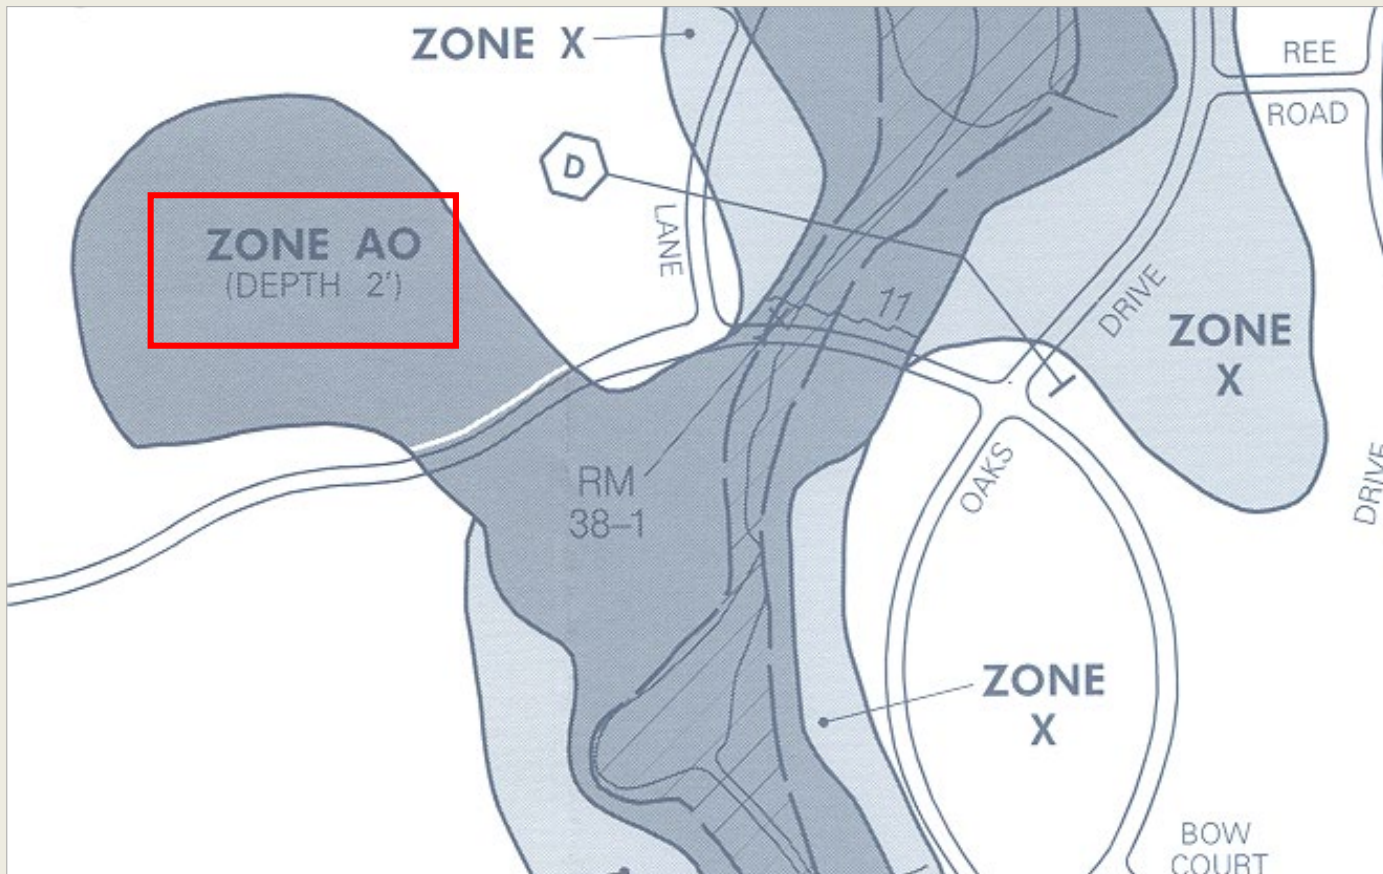 ZONE X
REE
ROAD
D
LANE
ZONE AO
(DEPTH 2')
11
DRIVE
ZONE
X
RM
38–1
OAKS
DRIVE
ZONE
X
BOW
COURT